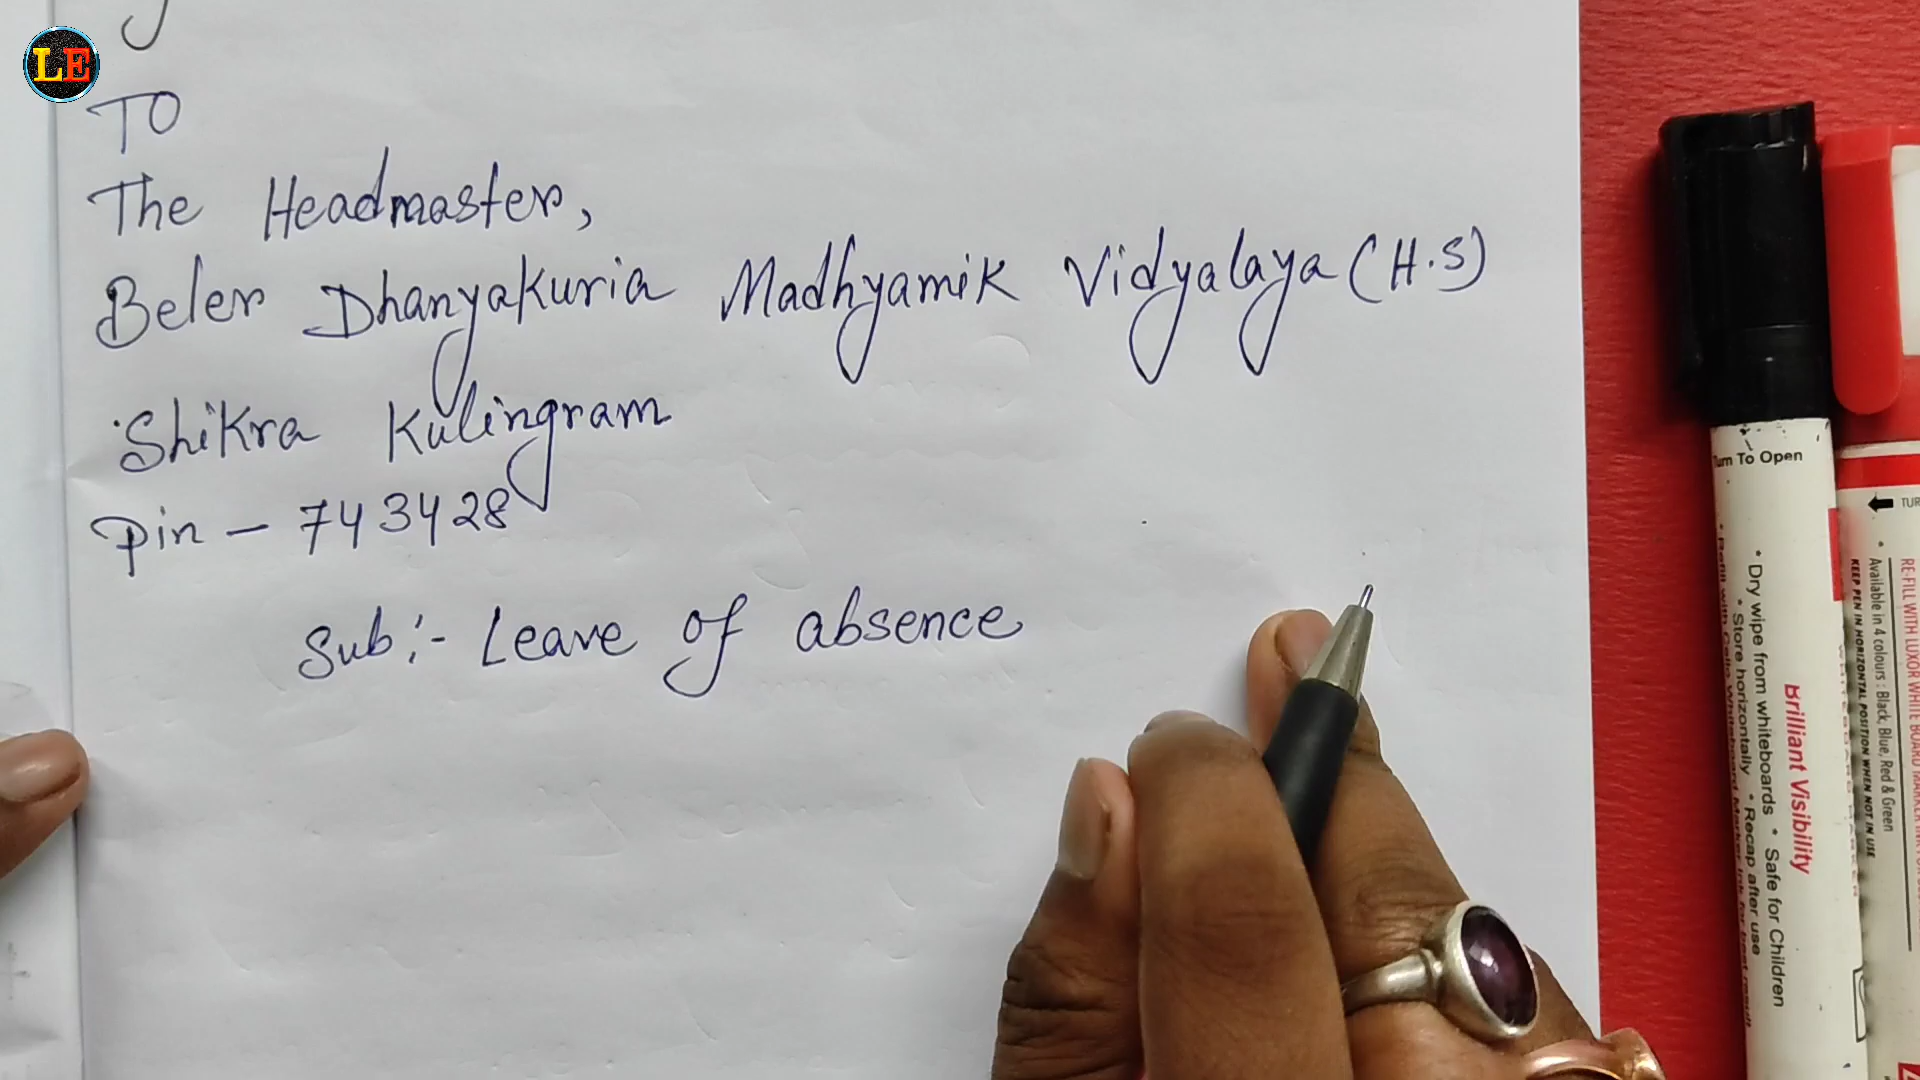 LE
TO
The Headmaster,
Beler Dhanyakuria Madhyamik Vidyalaya (H.S)
Shikra Kulingram
Pin - 743428
Sub:- Leave of absence
Turn To Open
Brilliant Visibility
* Dry wipe from whiteboards * Safe for Children
* Store horizontally * Recap after use
TUR
* Available in 4 colours : Black, Blue, Red & Green
KEEP PEN IN HORIZONTAL POSITION WHEN NOT IN USE
RE-FILL WITH LUXOR WHITE BOARD MARKER